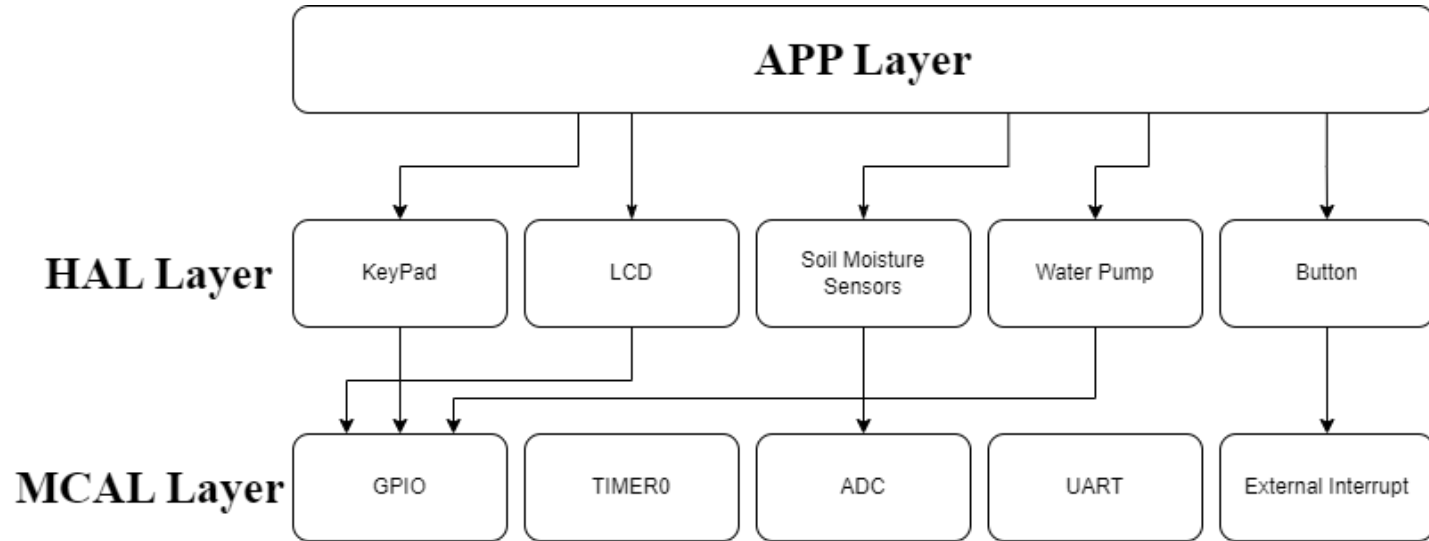 APP Layer
HAL Layer
KeyPad
LCD
Soil Moisture
Sensors
Water Pump
Button
MCAL Layer
GPIO
TIMER0
ADC
UART
External Interrupt